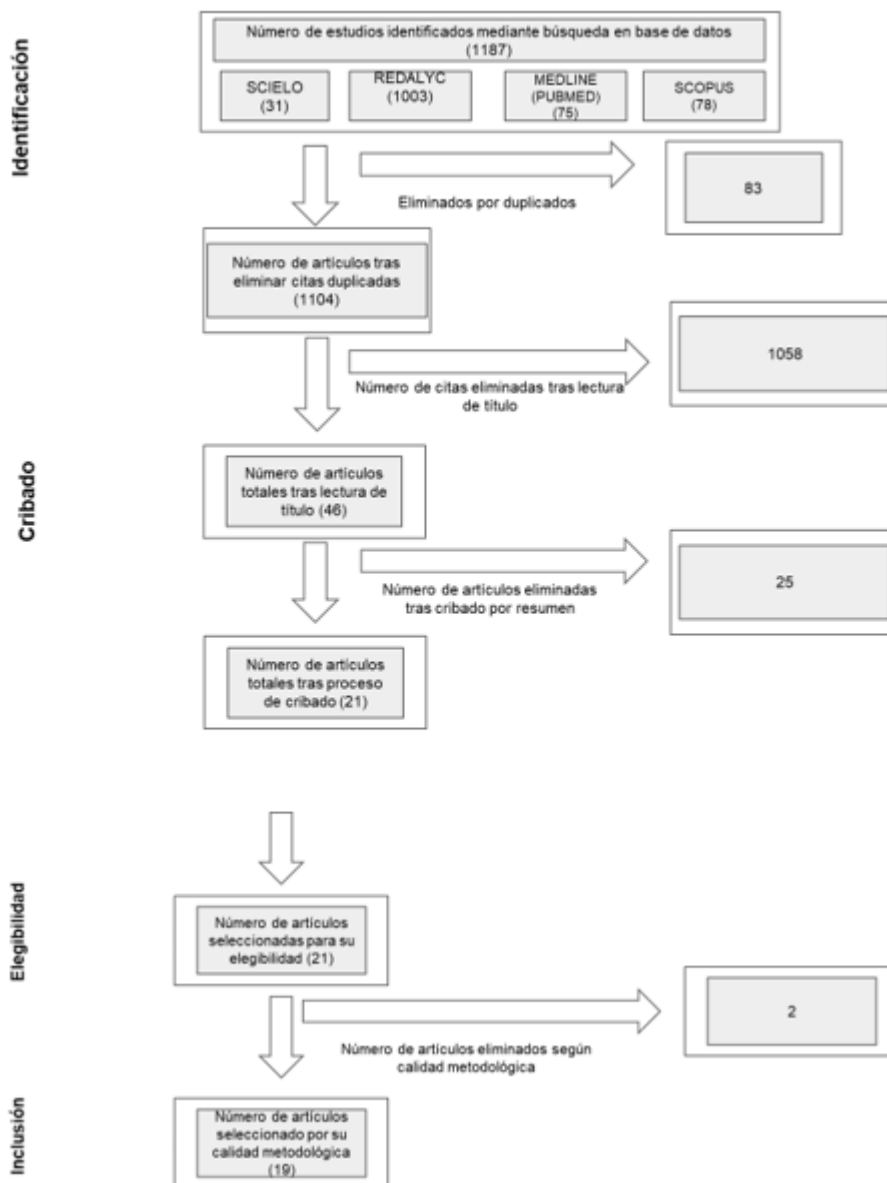 Identificación
Número de estudios identificados mediante búsqueda en base de datos
(1187)
SCIELO
(31)
REDALYC
(1003)
MEDLINE
(PUBMED)
(75)
SCOPUS
(78)
Eliminados por duplicados
83
Número de artículos tras
eliminar citas duplicadas
(1104)
Cribado
Número de citas eliminadas tras lectura
de título
1058
Número de artículos
totales tras lectura de
título (46)
Número de artículos eliminadas
tras cribado por resumen
25
Número de artículos
totales tras proceso
de cribado (21)
Elegibilidad
Número de artículos
seleccionadas para su
elegibilidad (21)
Número de artículos eliminados según
calidad metodológica
2
Inclusión
Número de artículos
seleccionado por su
calidad metodológica
(19)